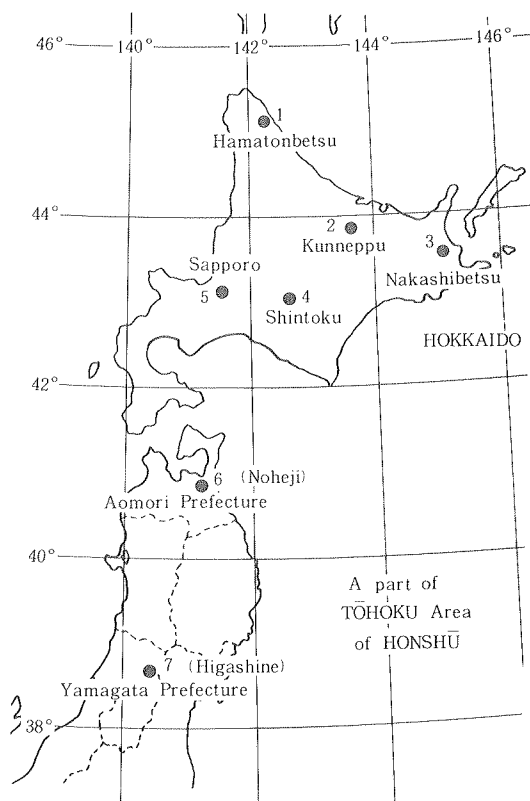 46°
140°
142°
144°
146°
1
Hamatonbetsu
44°
2
Kunneppu
3
Nakashibetsu
Sapporo
5
4
Shintoku
HOKKAIDO
42°
6 (Noheji)
Aomori Prefecture
40°
A part of
TŌHOKU Area
of HONSHŪ
7 (Higashine)
Yamagata Prefecture
38°